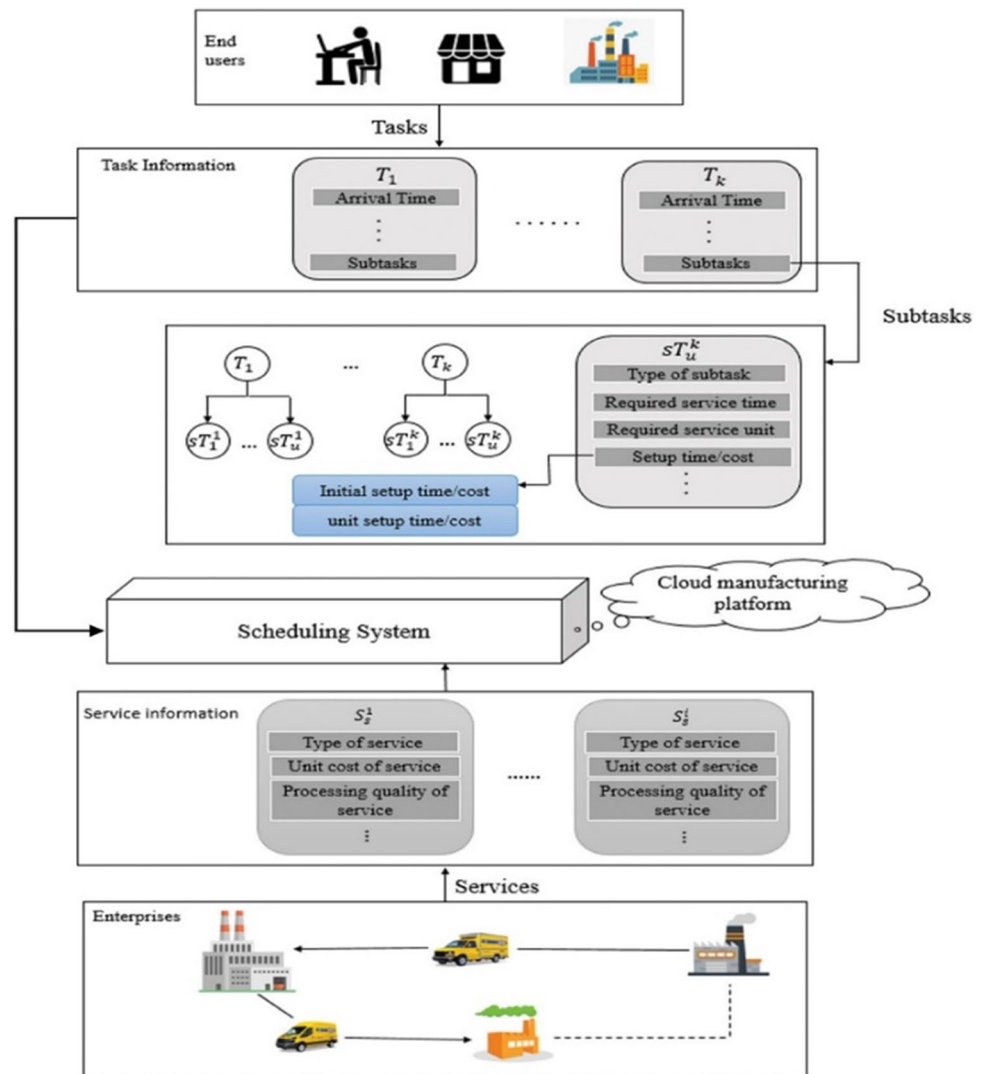 End
users
Tasks
Task Information
T₁
Arrival Time
⋮
Subtasks
......
Tₖ
Arrival Time
⋮
Subtasks
Subtasks
T₁
...
Tₖ
sT₁¹ ... sTᵤ¹
sT₁ᵏ ... sTᵤᵏ
sTᵤᵏ
Type of subtask
Required service time
Required service unit
Setup time/cost
⋮
Initial setup time/cost
unit setup time/cost
Cloud manufacturing
platform
Scheduling System
Service information
Sₛ¹
Type of service
Unit cost of service
Processing quality of
service
⋮
......
Sₛⁱ
Type of service
Unit cost of service
Processing quality of
service
⋮
Services
Enterprises